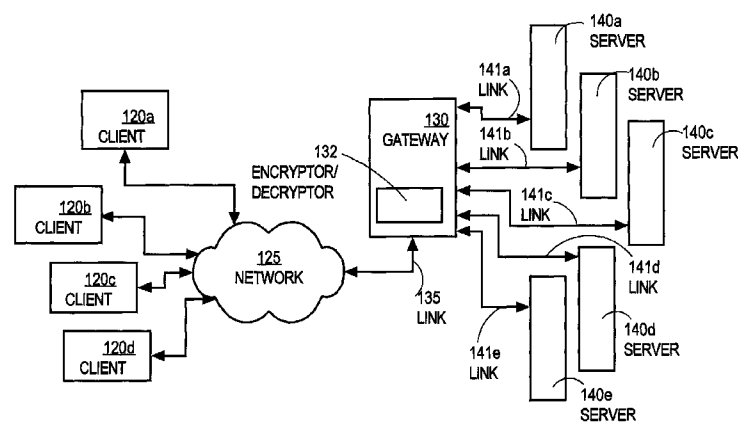 140a
SERVER
141a
LINK
140b
SERVER
120a
CLIENT
130
GATEWAY
141b
LINK
140c
SERVER
132
ENCRYPTOR/
DECRYPTOR
120b
CLIENT
141c
LINK
125
NETWORK
120c
CLIENT
135
LINK
141d
LINK
120d
CLIENT
141e
LINK
140d
SERVER
140e
SERVER